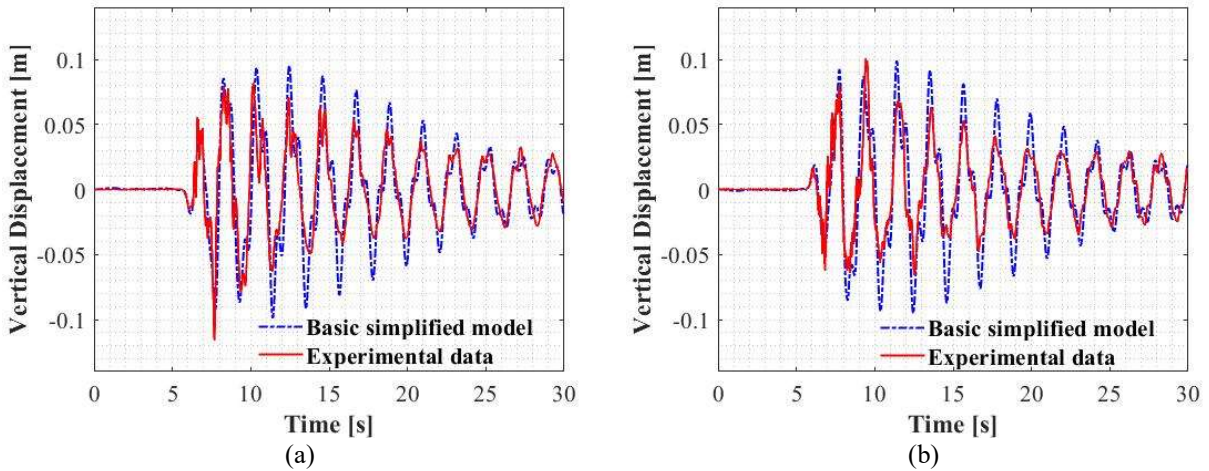 Vertical Displacement [m]
0.1
0.05
0
-0.05
-0.1
Basic simplified model
Experimental data
0 5 10 15 20 25 30
Time [s]
(a)
Vertical Displacement [m]
0.1
0.05
0
-0.05
-0.1
Basic simplified model
Experimental data
0 5 10 15 20 25 30
Time [s]
(b)